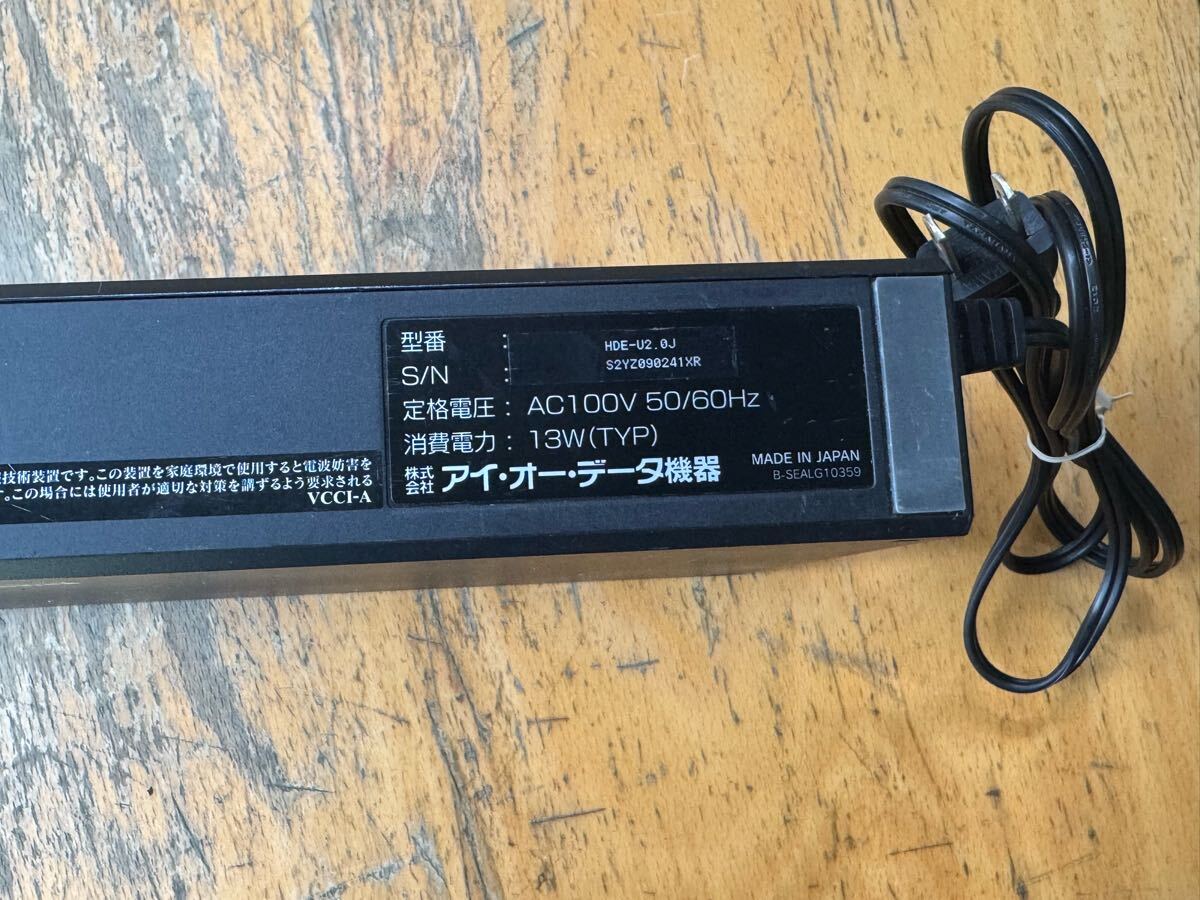 型番 : HDE-U2.0J
S/N : S2YZ090241XR
定格電圧 : AC100V 50/60Hz
消費電力 : 13W(TYP)
株式会社 アイ・オー・データ機器
MADE IN JAPAN
B-SEALG10359
技術装置です。この装置を家庭環境で使用すると電波妨害を
。この場合には使用者が適切な対策を講ずるよう要求される
VCCI-A